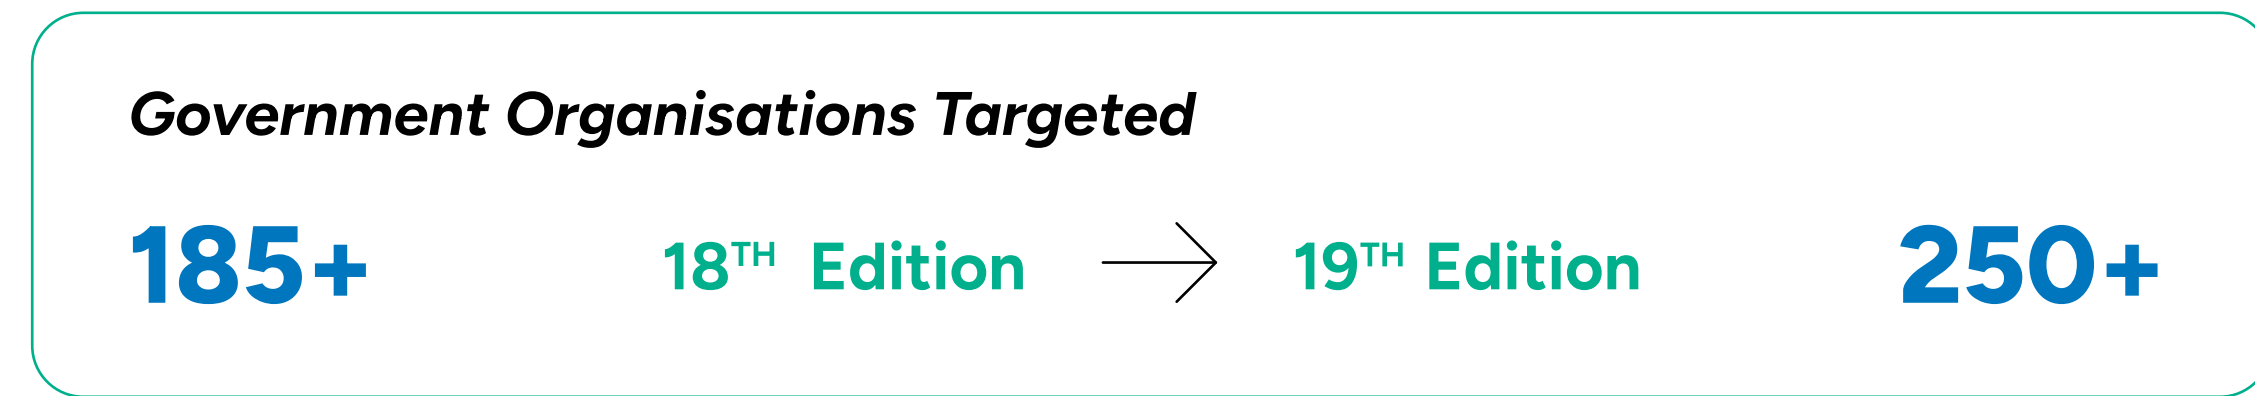 Government Organisations Targeted
185+ 18TH Edition 19TH Edition 250+